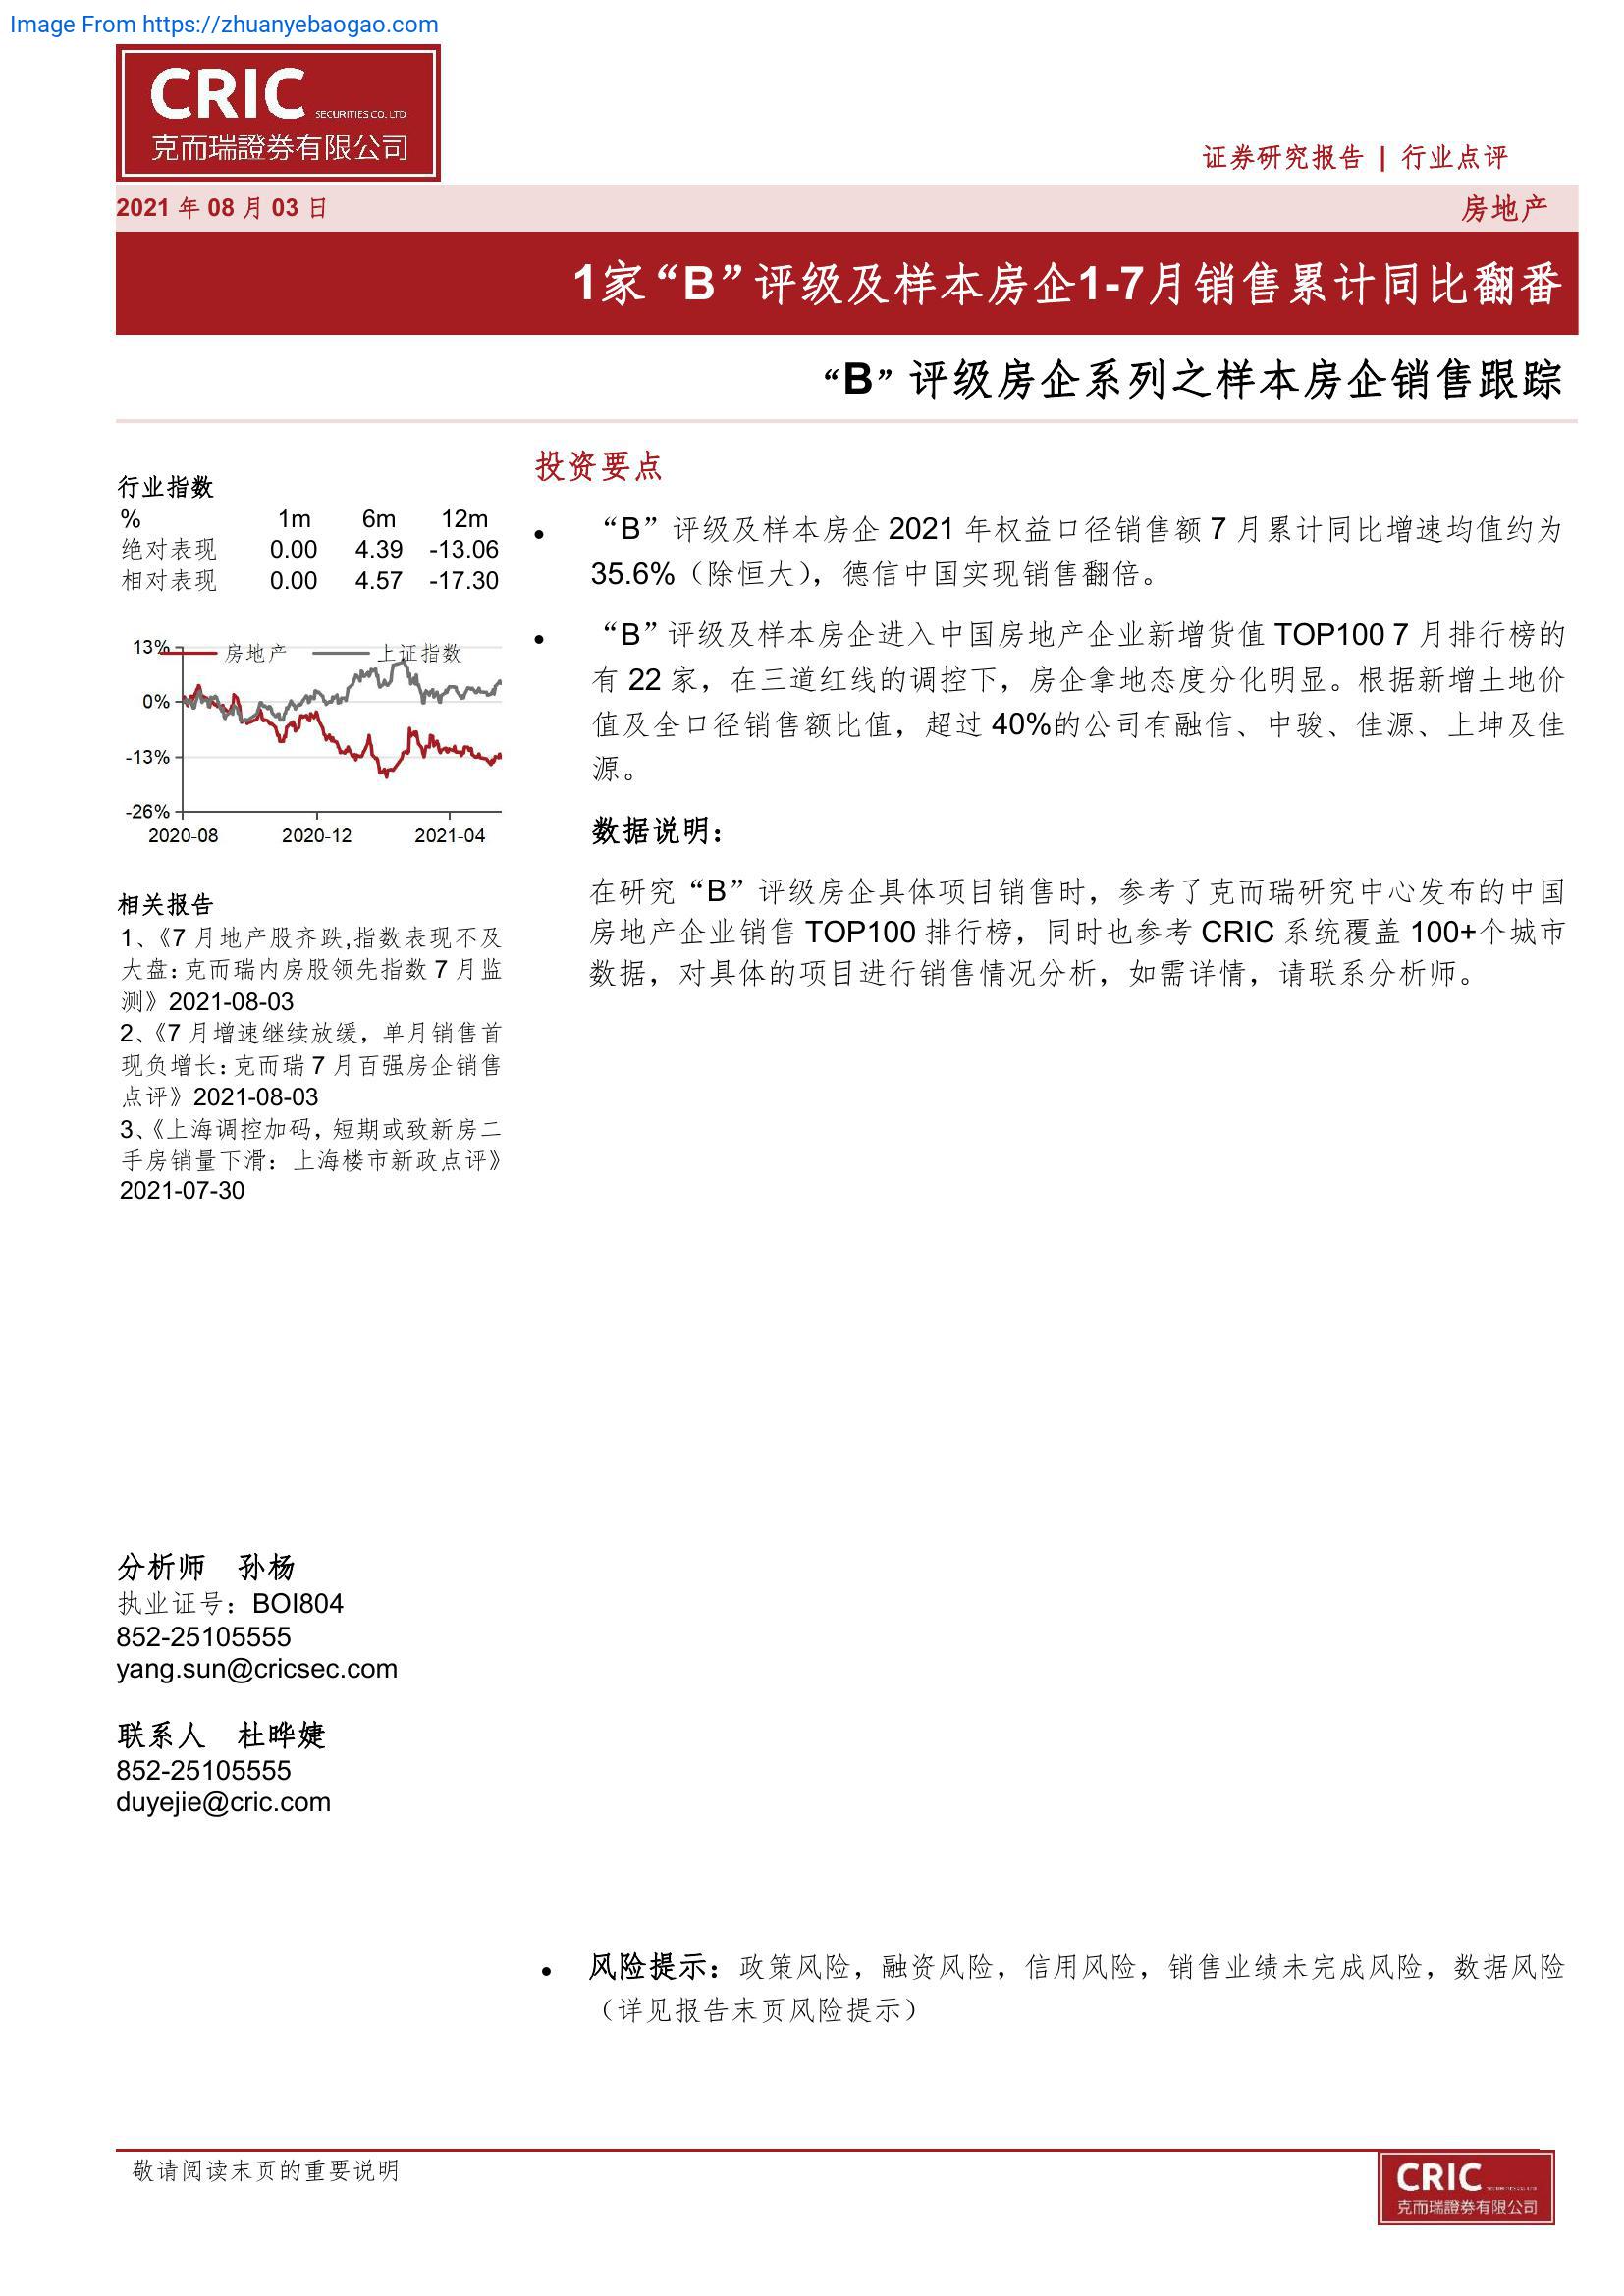 Image From https://zhuanyebaogao.com
CRIC SECURITIES CO. LTD
克而瑞證券有限公司
证券研究报告 | 行业点评
2021 年 08 月 03 日 房地产
1家“B”评级及样本房企1-7月销售累计同比翻番
“B” 评级房企系列之样本房企销售跟踪
行业指数
% 1m 6m 12m
绝对表现 0.00 4.39 -13.06
相对表现 0.00 4.57 -17.30
13%
房地产 上证指数
0%
-13%
-26%
2020-08 2020-12 2021-04
相关报告
1、《7 月地产股齐跌,指数表现不及
大盘：克而瑞内房股领先指数 7 月监
测》2021-08-03
2、《7 月增速继续放缓，单月销售首
现负增长：克而瑞 7 月百强房企销售
点评》2021-08-03
3、《上海调控加码，短期或致新房二
手房销量下滑：上海楼市新政点评》
2021-07-30
分析师 孙杨
执业证号：BOI804
852-25105555
yang.sun@cricsec.com
联系人 杜晔婕
852-25105555
duyejie@cric.com
投资要点
● “B”评级及样本房企 2021 年权益口径销售额 7 月累计同比增速均值约为
35.6%（除恒大），德信中国实现销售翻倍。
● “B”评级及样本房企进入中国房地产企业新增货值 TOP100 7 月排行榜的
有 22 家，在三道红线的调控下，房企拿地态度分化明显。根据新增土地价
值及全口径销售额比值，超过 40%的公司有融信、中骏、佳源、上坤及佳
源。
数据说明：
在研究“B”评级房企具体项目销售时，参考了克而瑞研究中心发布的中国
房地产企业销售 TOP100 排行榜，同时也参考 CRIC 系统覆盖 100+个城市
数据，对具体的项目进行销售情况分析，如需详情，请联系分析师。
● 风险提示：政策风险，融资风险，信用风险，销售业绩未完成风险，数据风险
（详见报告末页风险提示）
敬请阅读末页的重要说明
CRIC
克而瑞證券有限公司